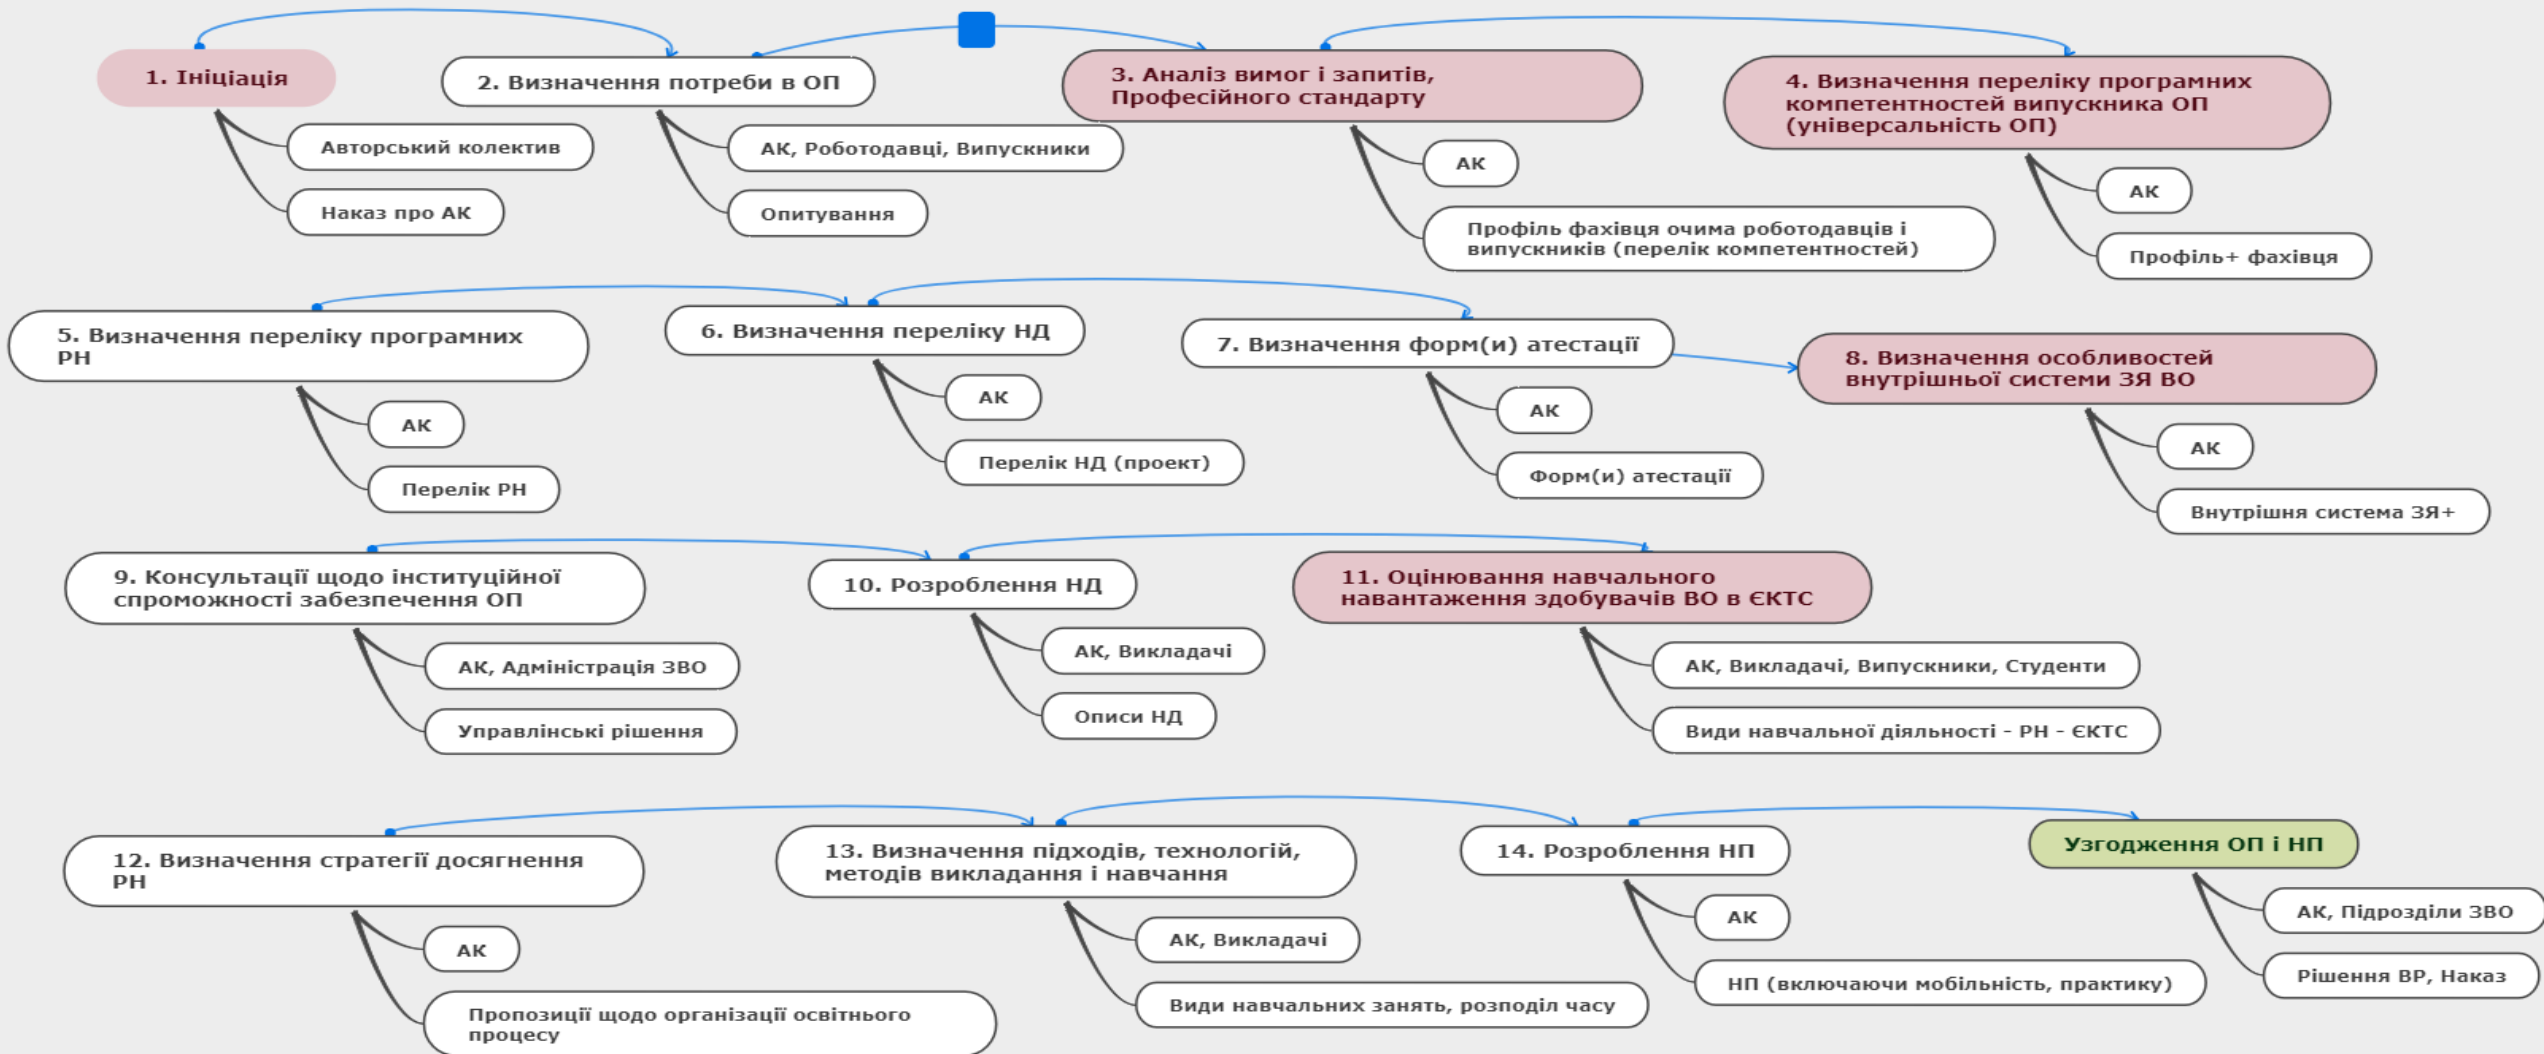 1. Ініціація
Авторський колектив
Наказ про АК
2. Визначення потреби в ОП
АК, Роботодавці, Випускники
Опитування
3. Аналіз вимог і запитів,
Професійного стандарту
АК
Профіль фахівця очима роботодавців і
випускників (перелік компетентностей)
4. Визначення переліку програмних
компетентностей випускника ОП
(універсальність ОП)
АК
Профіль+ фахівця
5. Визначення переліку програмних
РН
АК
Перелік РН
6. Визначення переліку НД
АК
Перелік НД (проект)
7. Визначення форм(и) атестації
АК
Форм(и) атестації
8. Визначення особливостей
внутрішньої системи ЗЯ ВО
АК
Внутрішня система ЗЯ+
9. Консультації щодо інституційної
спроможності забезпечення ОП
АК, Адміністрація ЗВО
Управлінські рішення
10. Розроблення НД
АК, Викладачі
Описи НД
11. Оцінювання навчального
навантаження здобувачів ВО в ЄКТС
АК, Викладачі, Випускники, Студенти
Види навчальної діяльності - РН - ЄКТС
12. Визначення стратегії досягнення
РН
АК
Пропозиції щодо організації освітнього
процесу
13. Визначення підходів, технологій,
методів викладання і навчання
АК, Викладачі
Види навчальних занять, розподіл часу
14. Розроблення НП
АК
НП (включаючи мобільність, практику)
Узгодження ОП і НП
АК, Підрозділи ЗВО
Рішення ВР, Наказ